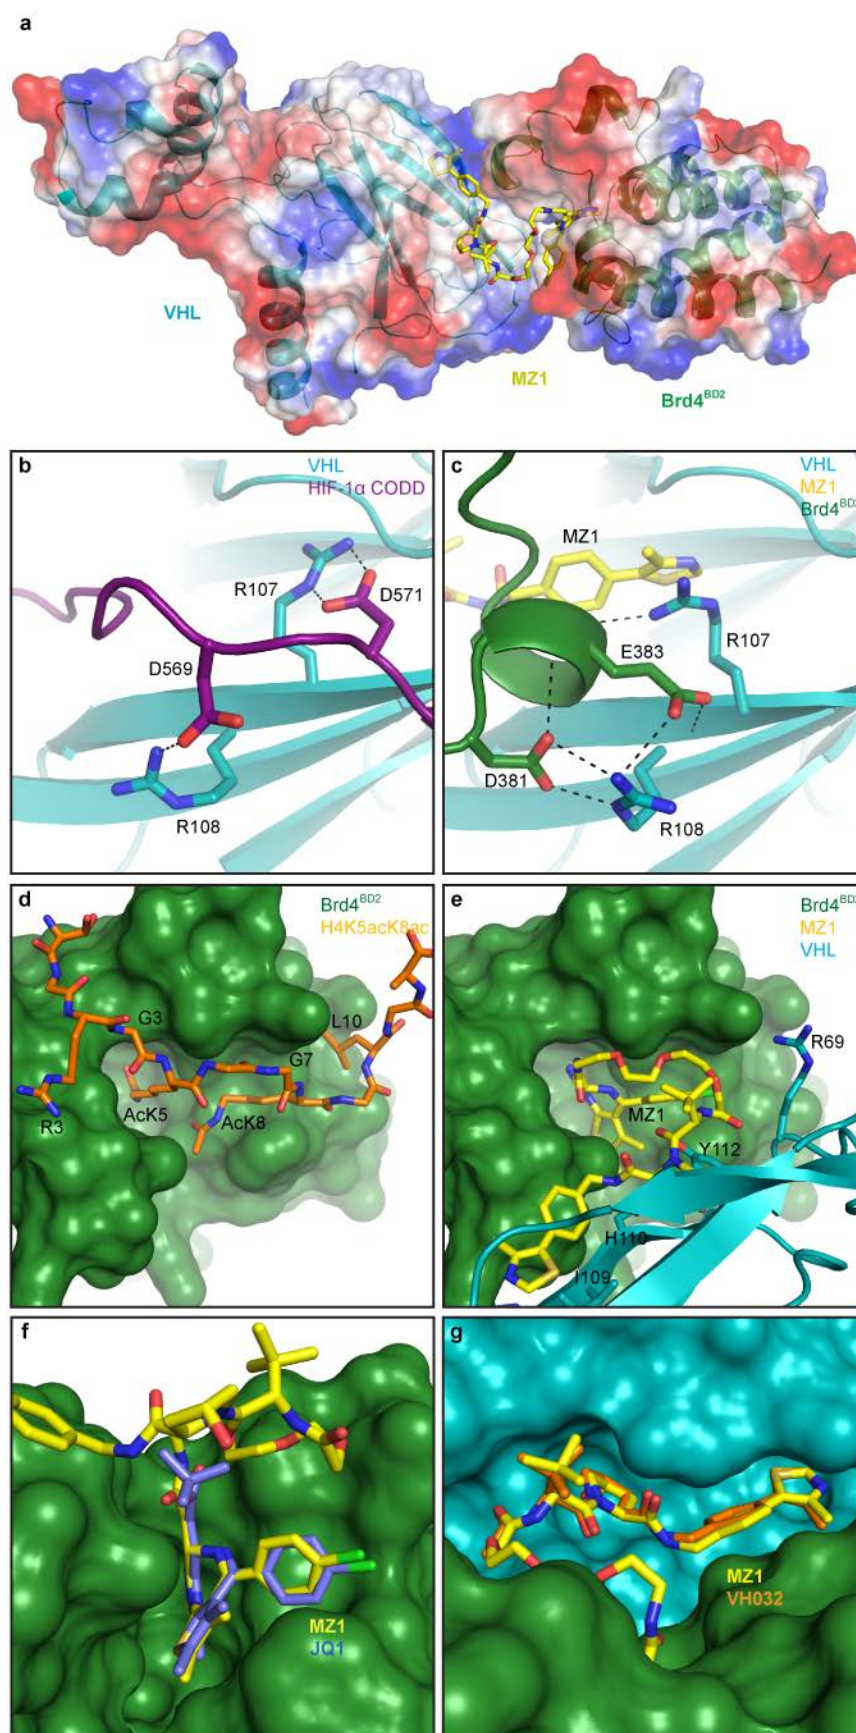 a
VHL
MZ1
Brd4BD2
b
VHL
HIF-1α CODD
R107
D571
D569
R108
c
VHL
MZ1
Brd4BD2
MZ1
E383
R107
D381
R108
d
Brd4BD2
H4K5acK8ac
G3
L10
G7
R3
AcK5
AcK8
e
Brd4BD2
MZ1
VHL
R69
MZ1
Y112
H110
I109
f
MZ1
JQ1
g
MZ1
VH032